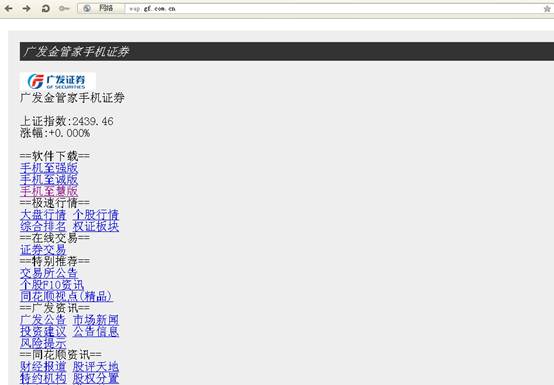 网络 wap.gf.com.cn
广发金管家手机证券
广发证券
GF SECURITIES
广发金管家手机证券
上证指数:2439.46
涨幅:+0.000%
==软件下载==
手机至强版
手机至诚版
手机至慧版
==极速行情==
大盘行情 个股行情
综合排名 权证板块
==在线交易==
证券交易
==特别推荐==
交易所公告
个股F10资讯
同花顺视点(精品)
==广发资讯==
广发公告 市场新闻
投资建议 公告信息
风险提示
==同花顺资讯==
财经报道 股评天地
特约机构 股权分置